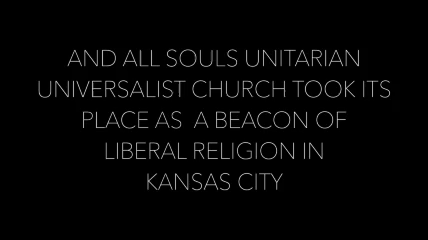 AND ALL SOULS UNITARIAN
UNIVERSALIST CHURCH TOOK ITS
PLACE AS  A BEACON OF
LIBERAL RELIGION IN
KANSAS CITY